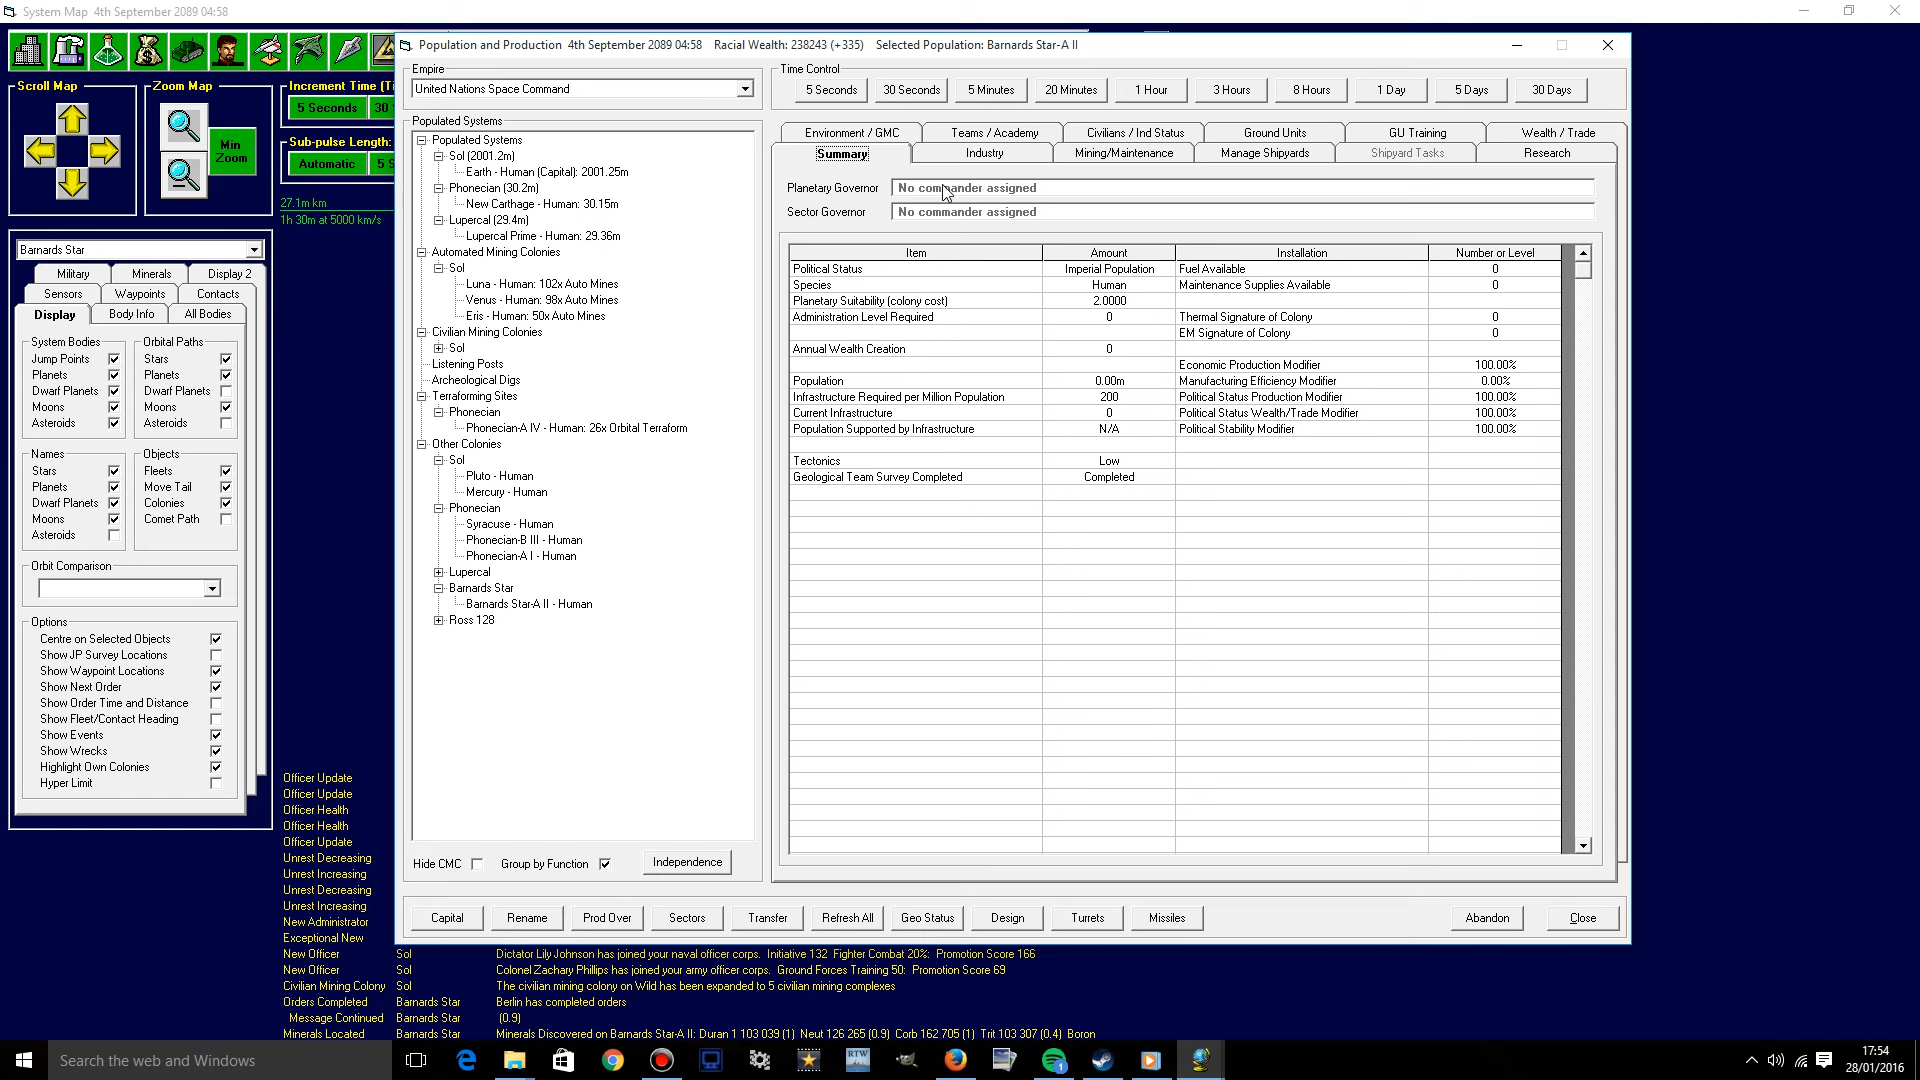 System Map 4th September 2089 04:58
Population and Production 4th September 2089 04:58 Racial Wealth: 238243 (+335) Selected Population: Barnards Star-A II
Scroll Map
Zoom Map
Min Zoom
Increment Time (Ti
5 Seconds 30
Sub-pulse Length:
Automatic 5 S
27.1m km
1h 30m at 5000 km/s
Barnards Star
Military Minerals Display 2
Sensors Waypoints Contacts
Display Body Info All Bodies
System Bodies
Jump Points
Planets
Dwarf Planets
Moons
Asteroids
Orbital Paths
Stars
Planets
Dwarf Planets
Moons
Asteroids
Names
Stars
Planets
Dwarf Planets
Moons
Asteroids
Objects
Fleets
Move Tail
Colonies
Comet Path
Orbit Comparison
Options
Centre on Selected Objects
Show JP Survey Locations
Show Waypoint Locations
Show Next Order
Show Order Time and Distance
Show Fleet/Contact Heading
Show Events
Show Wrecks
Highlight Own Colonies
Hyper Limit
Empire
United Nations Space Command
Populated Systems
Populated Systems
Sol (2001.2m)
Earth - Human (Capital): 2001.25m
Phonecian (30.2m)
New Carthage - Human: 30.15m
Lupercal (29.4m)
Lupercal Prime - Human: 29.36m
Automated Mining Colonies
Sol
Luna - Human: 102x Auto Mines
Venus - Human: 98x Auto Mines
Eris - Human: 50x Auto Mines
Civilian Mining Colonies
Sol
Listening Posts
Archeological Digs
Terraforming Sites
Phonecian
Phonecian-A IV - Human: 26x Orbital Terraform
Other Colonies
Sol
Pluto - Human
Mercury - Human
Phonecian
Syracuse - Human
Phonecian-B III - Human
Phonecian-A I - Human
Lupercal
Barnards Star
Barnards Star-A II - Human
Ross 128
Hide CMC Group by Function Independence
Time Control
5 Seconds 30 Seconds 5 Minutes 20 Minutes 1 Hour 3 Hours 8 Hours 1 Day 5 Days 30 Days
Environment / GMC Teams / Academy Civilians / Ind Status Ground Units GU Training Wealth / Trade
Summary Industry Mining/Maintenance Manage Shipyards Shipyard Tasks Research
Planetary Governor No commander assigned
Sector Governor No commander assigned
Item Amount Installation Number or Level
Political Status Imperial Population Fuel Available 0
Species Human Maintenance Supplies Available 0
Planetary Suitability (colony cost) 2.0000
Administration Level Required 0 Thermal Signature of Colony 0
EM Signature of Colony 0
Annual Wealth Creation 0
Economic Production Modifier 100.00%
Population 0.00m Manufacturing Efficiency Modifier 0.00%
Infrastructure Required per Million Population 200 Political Status Production Modifier 100.00%
Current Infrastructure 0 Political Status Wealth/Trade Modifier 100.00%
Population Supported by Infrastructure N/A Political Stability Modifier 100.00%
Tectonics Low
Geological Team Survey Completed Completed
Capital Rename Prod Over Sectors Transfer Refresh All Geo Status Design Turrets Missiles Abandon Close
Officer Update
Officer Update
Officer Health
Officer Health
Officer Update
Unrest Decreasing
Unrest Increasing
Unrest Decreasing
Unrest Increasing
New Administrator
Exceptional New
New Officer Sol Dictator Lily Johnson has joined your naval officer corps. Initiative 132 Fighter Combat 20%: Promotion Score 166
New Officer Sol Colonel Zachary Phillips has joined your army officer corps. Ground Forces Training 50: Promotion Score 69
Civilian Mining Colony Sol The civilian mining colony on Wild has been expanded to 5 civilian mining complexes
Orders Completed Barnards Star Berlin has completed orders
Message Continued Barnards Star (0.9)
Minerals Located Barnards Star Minerals Discovered on Barnards Star-A II: Duran 1 103 039 (1) Neut 126 265 (0.9) Corb 162 705 (1) Trit 103 307 (0.4) Boron
Search the web and Windows
RTW
1
17:54
28/01/2016